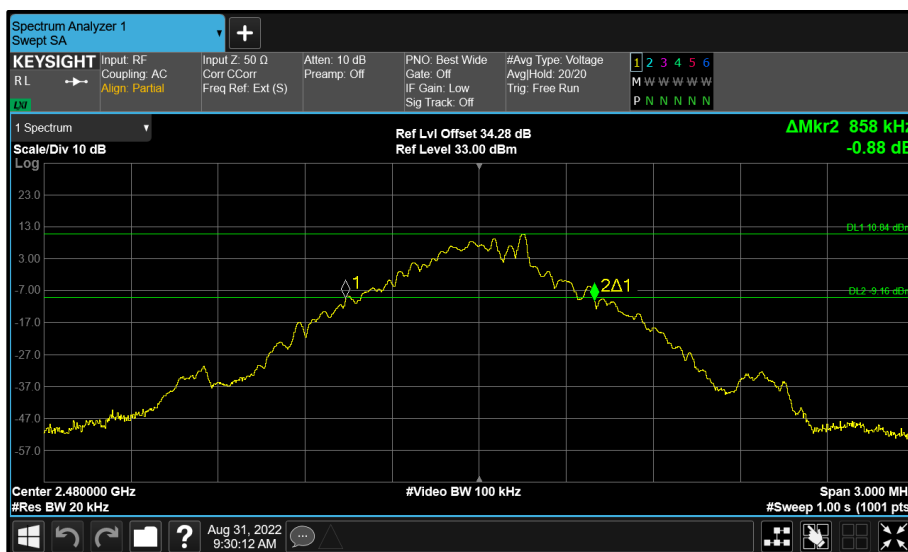 Spectrum Analyzer 1
Swept SA
+
KEYSIGHT
RL
LXI
Input: RF
Coupling: AC
Align: Partial
Input Z: 50 Ω
Corr CCorr
Freq Ref: Ext (S)
Atten: 10 dB
Preamp: Off
PNO: Best Wide
Gate: Off
IF Gain: Low
Sig Track: Off
#Avg Type: Voltage
Avg|Hold: 20/20
Trig: Free Run
1 2 3 4 5 6
M W W W W W
P N N N N N
1 Spectrum
Scale/Div 10 dB
Log
Ref Lvl Offset 34.28 dB
Ref Level 33.00 dBm
ΔMkr2 858 kHz
-0.88 dB
23.0
13.0
DL1 10.84 dBm
3.00
-7.00
1
2Δ1
DL2 -9.16 dBm
-17.0
-27.0
-37.0
-47.0
-57.0
Center 2.480000 GHz
#Res BW 20 kHz
#Video BW 100 kHz
Span 3.000 MH
#Sweep 1.00 s (1001 pts
?
Aug 31, 2022
9:30:12 AM